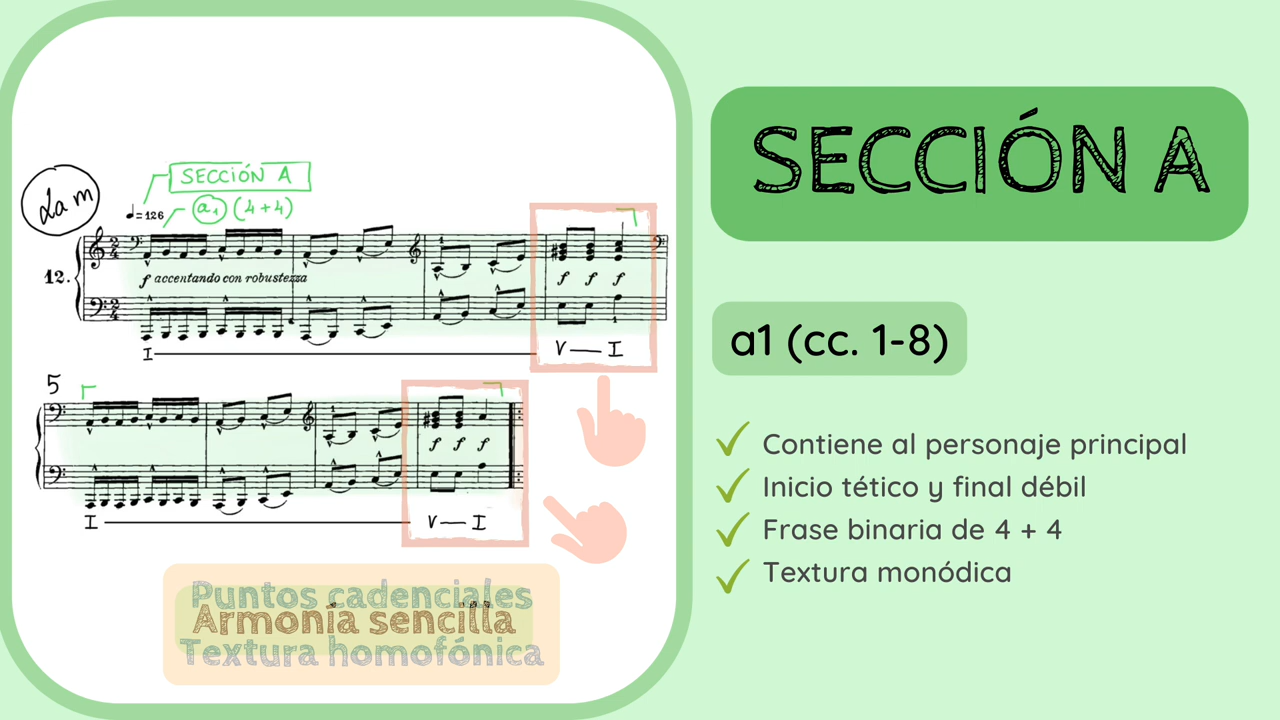 SECCIÓN A
La m
♩= 126
a1 (4+4)
12.
f accentando con robustezza
f f f
I V I
5
f f f
I V I
Puntos cadenciales
Armonía sencilla
Textura homofónica
SECCIÓN A
a1 (cc. 1-8)
Contiene al personaje principal
Inicio tético y final débil
Frase binaria de 4 + 4
Textura monódica